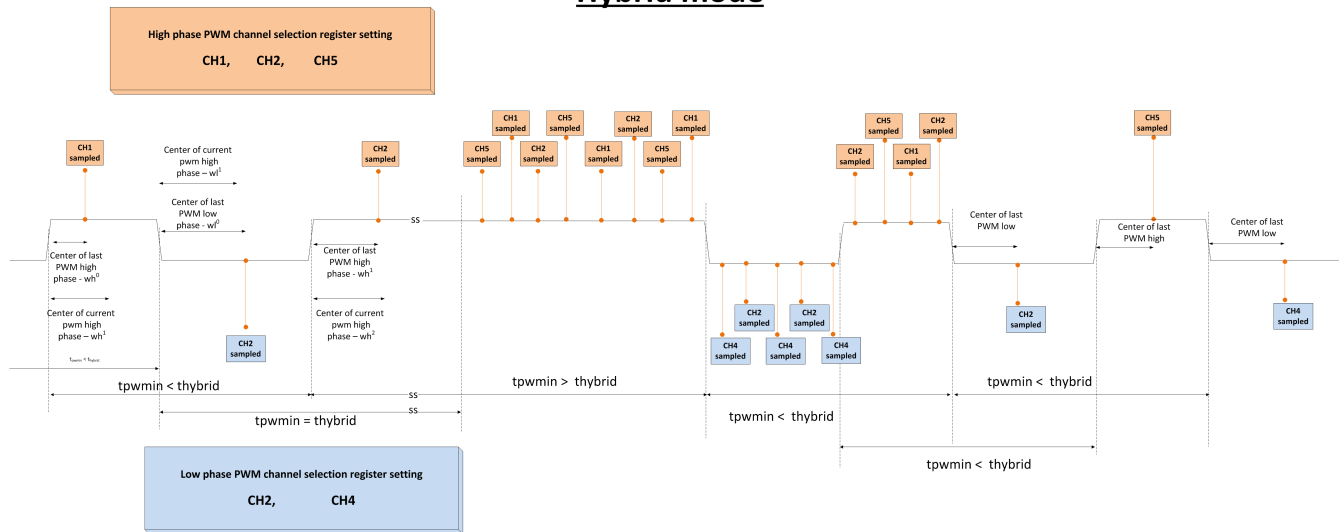 Hybrid mode
High phase PWM channel selection register setting
CH1, CH2, CH5
CH1
sampled
Center of current
pwm high
phase – wl1
Center of last
PWM low
phase - wl0
CH2
sampled
CH5
sampled
CH1
sampled
CH2
sampled
CH5
sampled
CH1
sampled
CH2
sampled
CH5
sampled
CH1
sampled
CH2
sampled
CH5
sampled
CH1
sampled
CH2
sampled
CH5
sampled
SS
Center of last
PWM high
phase - wh0
Center of current
pwm high
phase – wh1
Center of last
PWM high
phase - wh1
Center of current
pwm high
phase – wh2
Center of last
PWM low
Center of last
PWM high
Center of last
PWM low
CH2
sampled
CH4
sampled
CH2
sampled
CH4
sampled
CH2
sampled
CH4
sampled
CH2
sampled
CH4
sampled
tpwmin < thybrid
tpwmin < thybrid
SS
SS
tpwmin = thybrid
tpwmin > thybrid
tpwmin < thybrid
tpwmin < thybrid
tpwmin < thybrid
Low phase PWM channel selection register setting
CH2, CH4